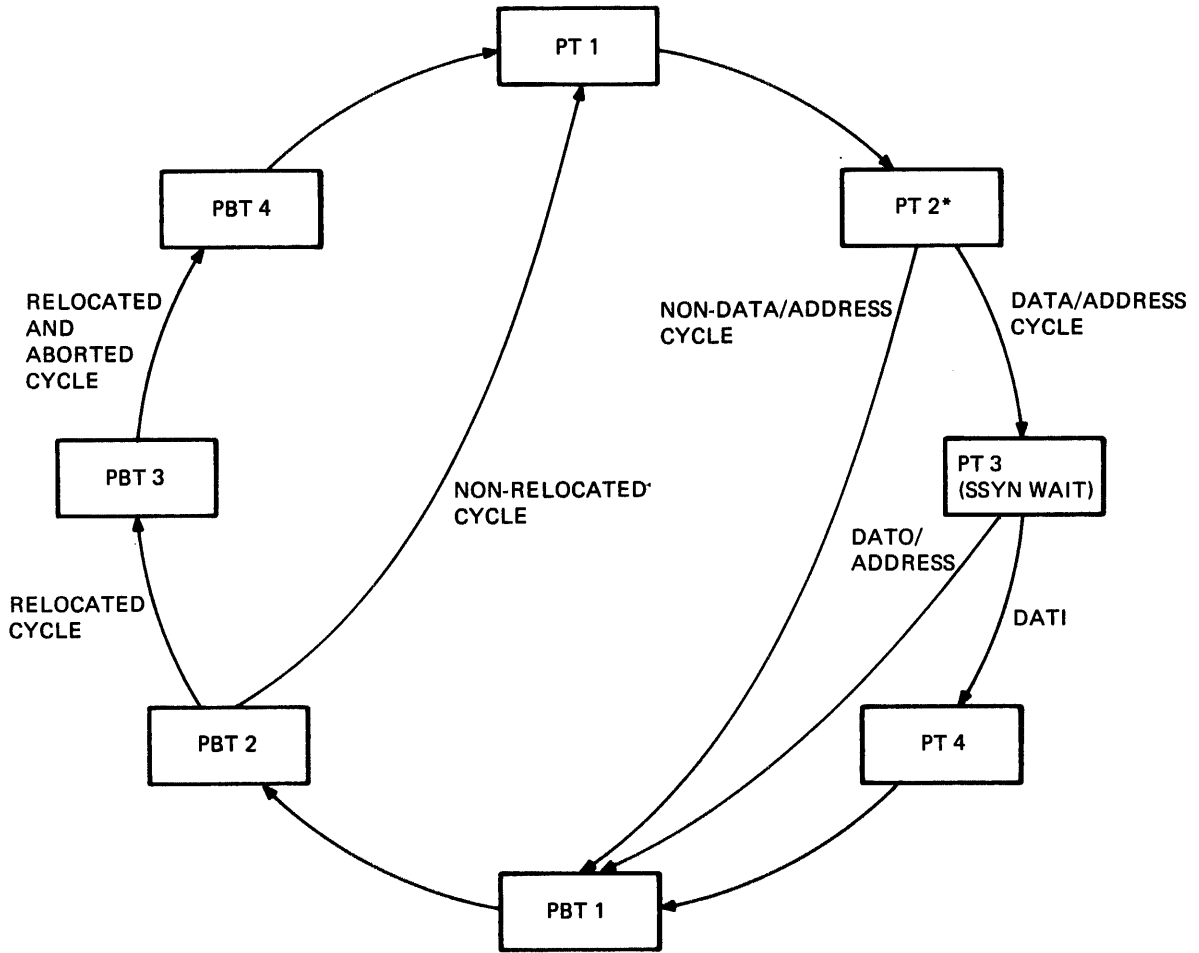 PT 1
PBT 4
PT 2*
RELOCATED
AND
ABORTED
CYCLE
NON-DATA/ADDRESS
CYCLE
DATA/ADDRESS
CYCLE
PBT 3
NON-RELOCATED
CYCLE
PT 3
(SSYN WAIT)
DATO/
ADDRESS
RELOCATED
CYCLE
DATI
PBT 2
PT 4
PBT 1